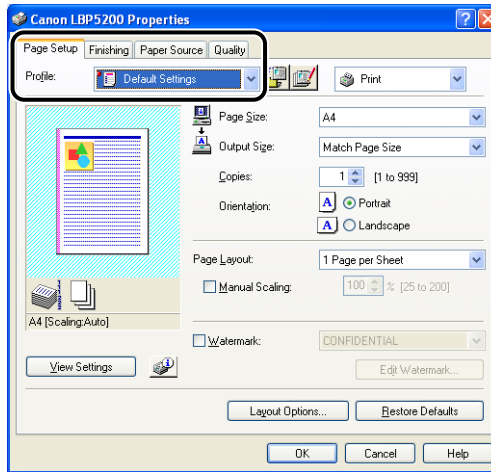 Canon LBP5200 Properties
Page Setup Finishing Paper Source Quality
Profile: Default Settings Print
Page Size: A4
Output Size: Match Page Size
Copies: 1 [1 to 999]
Orientation: A Portrait
A Landscape
Page Layout: 1 Page per Sheet
Manual Scaling: 100 % [25 to 200]
A4 [Scaling:Auto]
Watermark: CONFIDENTIAL
View Settings Edit Watermark...
Layout Options... Restore Defaults
OK Cancel Help